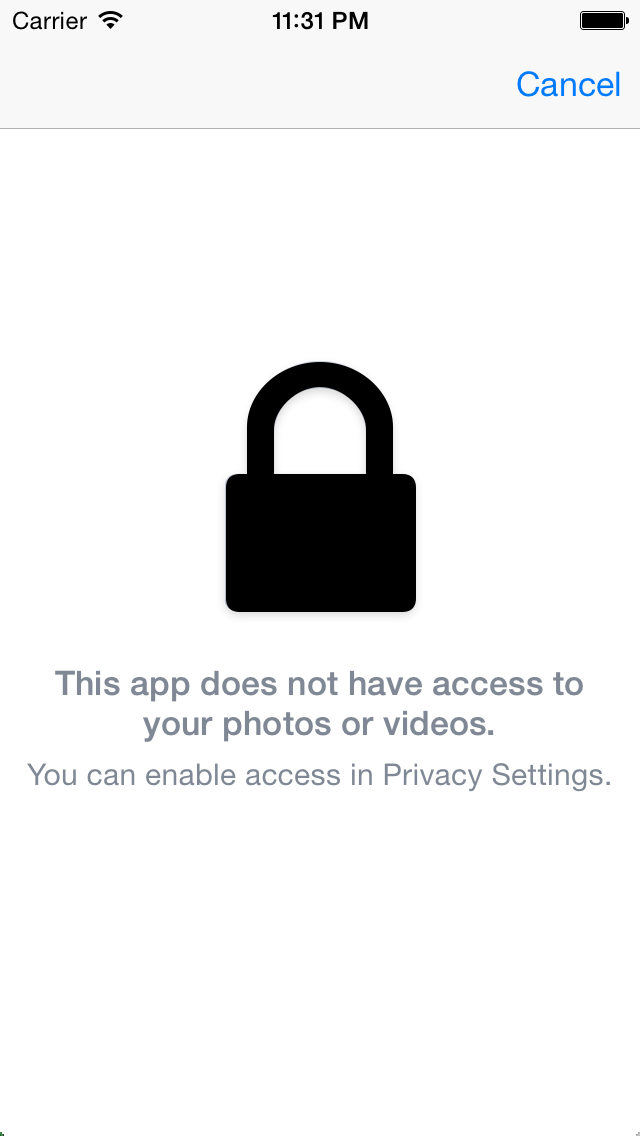 Carrier 11:31 PM
Cancel
This app does not have access to
your photos or videos.
You can enable access in Privacy Settings.